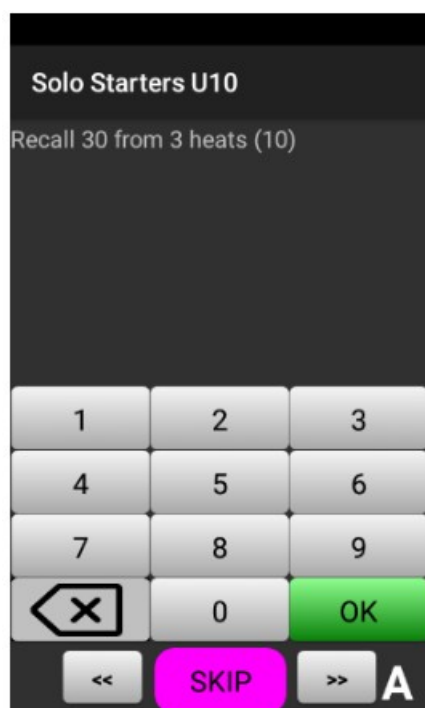 Solo Starters U10
Recall 30 from 3 heats (10)
1 2 3
4 5 6
7 8 9
0 OK
<< SKIP >> A